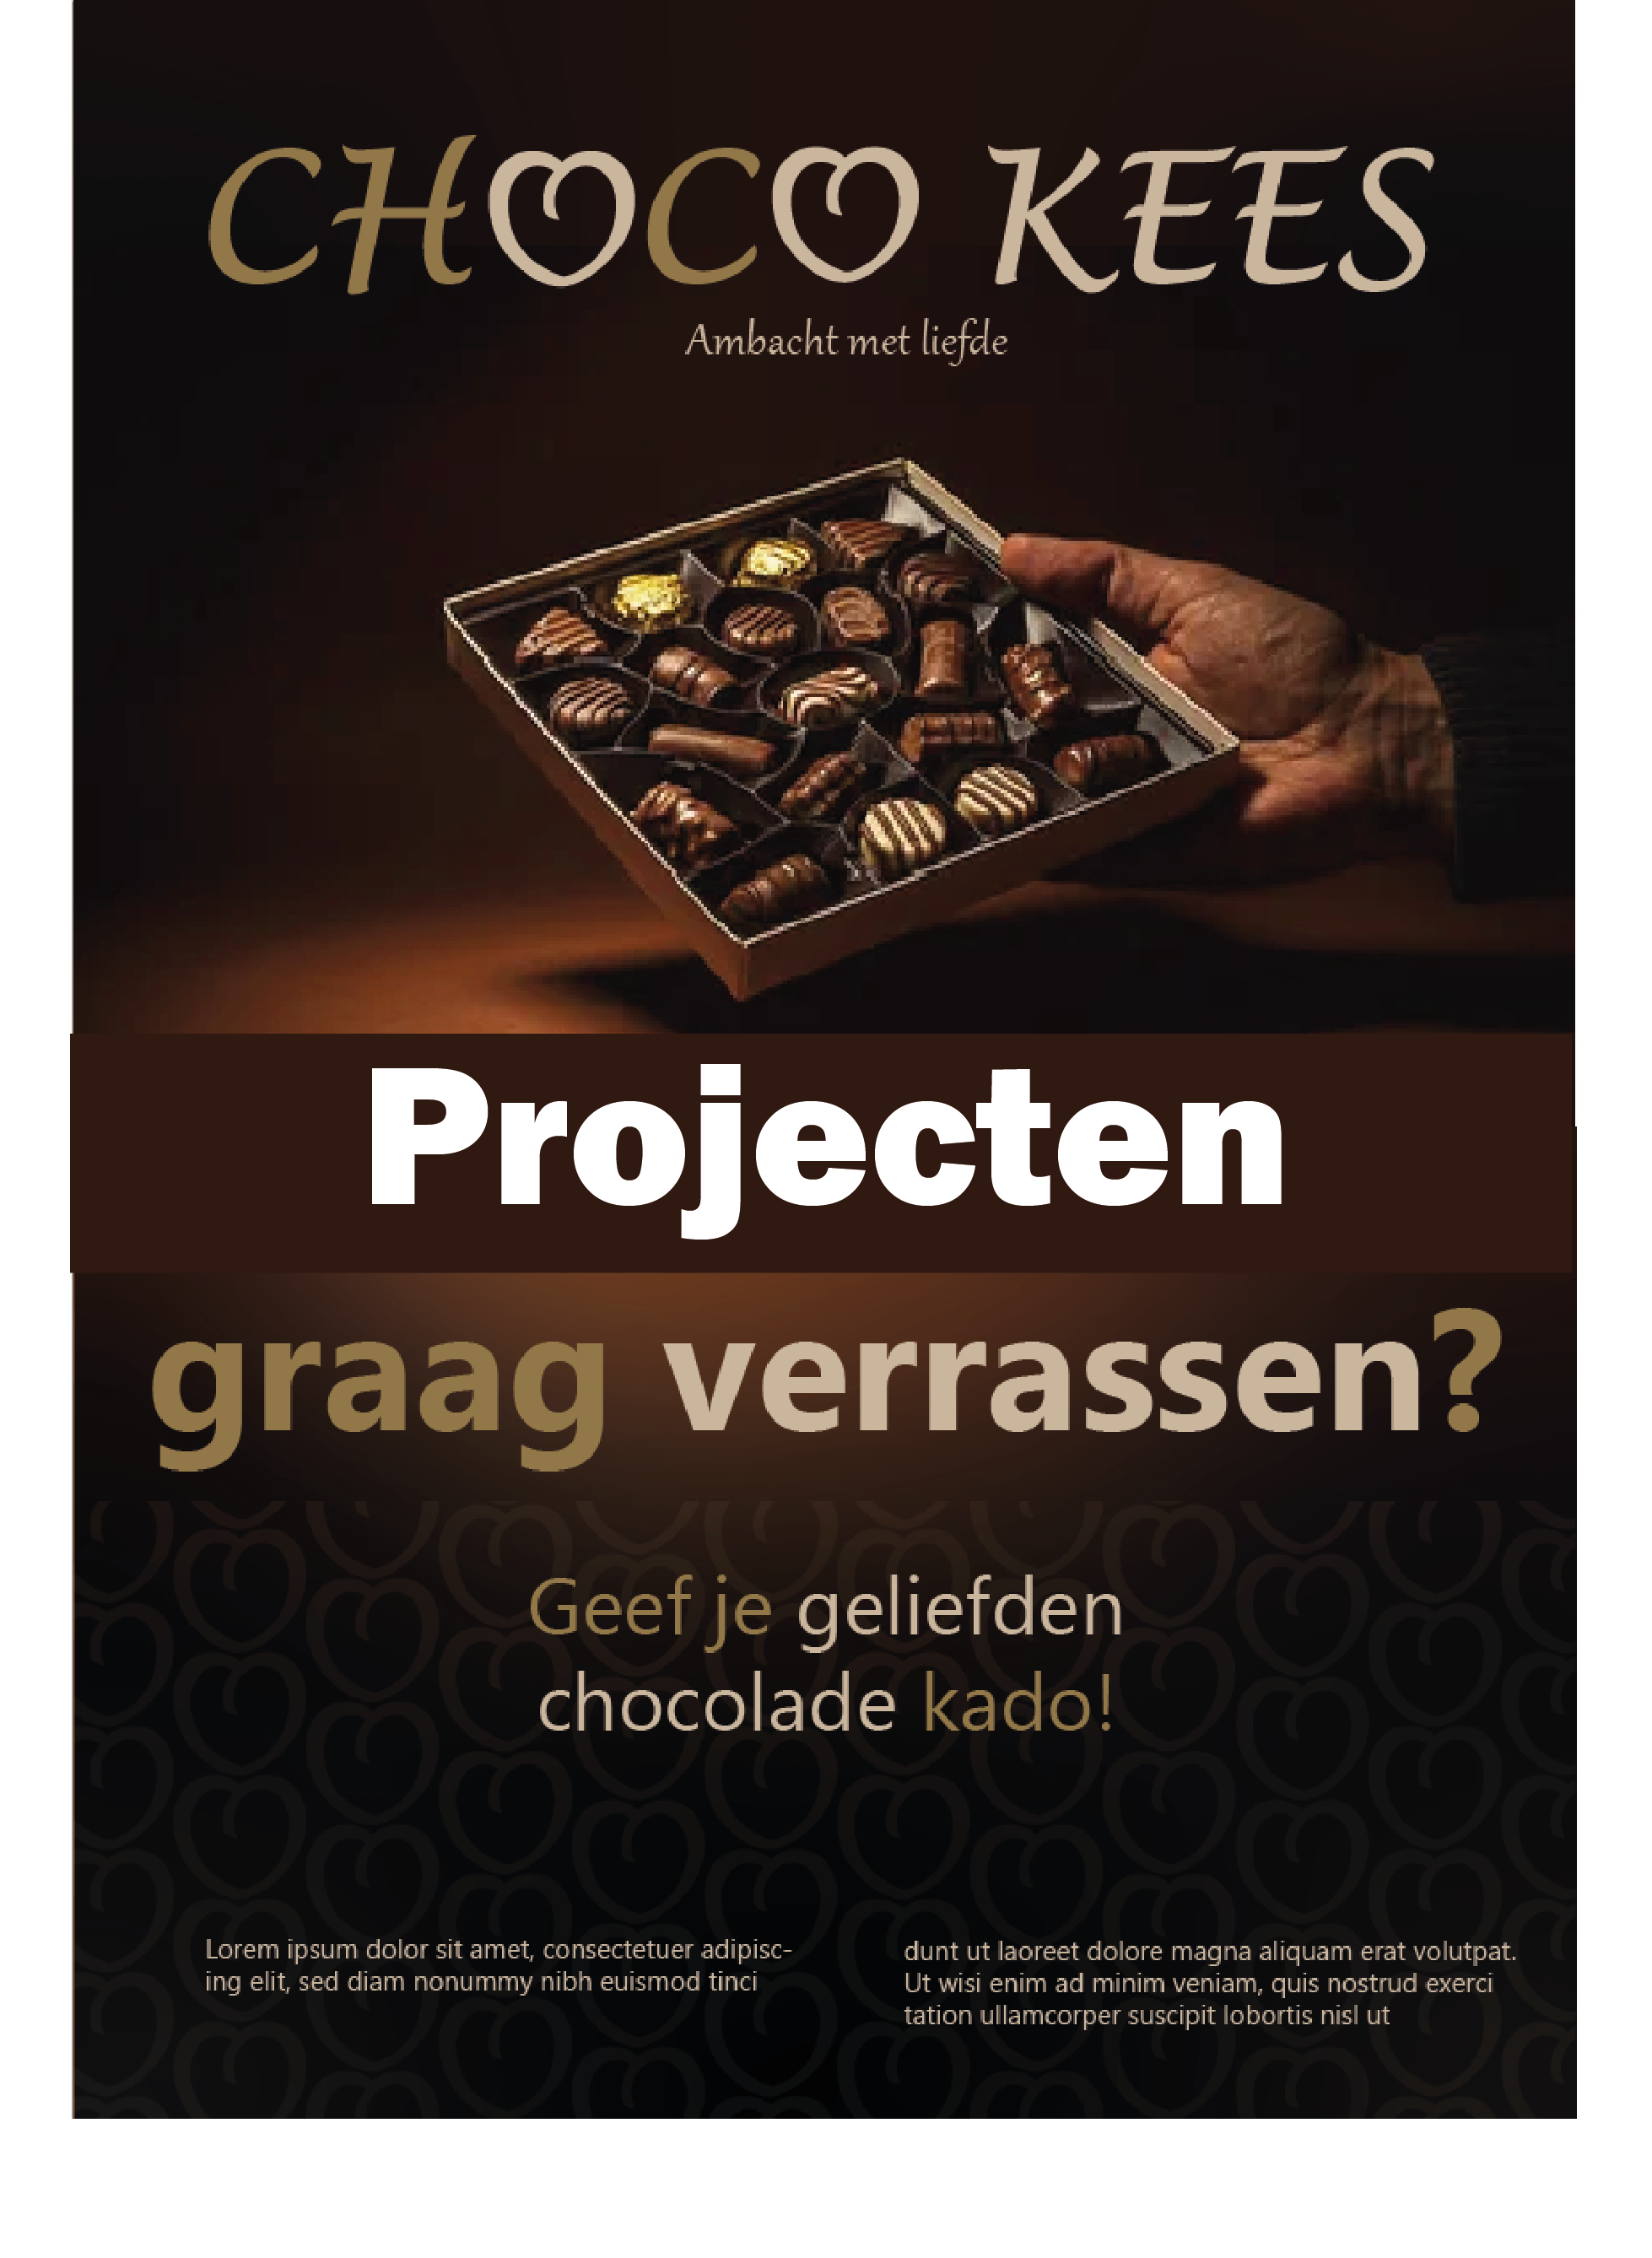 CHOCO KEES
Ambacht met liefde
Projecten
graag verrassen?
Geef je geliefden
chocolade kado!
Lorem ipsum dolor sit amet, consectetuer adipisc-
ing elit, sed diam nonummy nibh euismod tinci
dunt ut laoreet dolore magna aliquam erat volutpat.
Ut wisi enim ad minim veniam, quis nostrud exerci
tation ullamcorper suscipit lobortis nisl ut